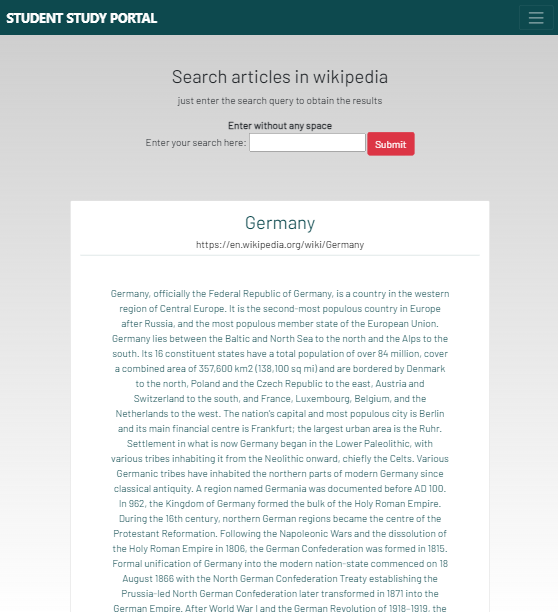 STUDENT STUDY PORTAL
Search articles in wikipedia
just enter the search query to obtain the results
Enter without any space
Enter your search here:
Submit
Germany
https://en.wikipedia.org/wiki/Germany
Germany, officially the Federal Republic of Germany, is a country in the western
region of Central Europe. It is the second-most populous country in Europe
after Russia, and the most populous member state of the European Union.
Germany lies between the Baltic and North Sea to the north and the Alps to the
south. Its 16 constituent states have a total population of over 84 million, cover
a combined area of 357,600 km2 (138,100 sq mi) and are bordered by Denmark
to the north, Poland and the Czech Republic to the east, Austria and
Switzerland to the south, and France, Luxembourg, Belgium, and the
Netherlands to the west. The nation's capital and most populous city is Berlin
and its main financial centre is Frankfurt; the largest urban area is the Ruhr.
Settlement in what is now Germany began in the Lower Paleolithic, with
various tribes inhabiting it from the Neolithic onward, chiefly the Celts. Various
Germanic tribes have inhabited the northern parts of modern Germany since
classical antiquity. A region named Germania was documented before AD 100.
In 962, the Kingdom of Germany formed the bulk of the Holy Roman Empire.
During the 16th century, northern German regions became the centre of the
Protestant Reformation. Following the Napoleonic Wars and the dissolution of
the Holy Roman Empire in 1806, the German Confederation was formed in 1815.
Formal unification of Germany into the modern nation-state commenced on 18
August 1866 with the North German Confederation Treaty establishing the
Prussia-led North German Confederation later transformed in 1871 into the
German Empire. After World War I and the German Revolution of 1918–1919, the